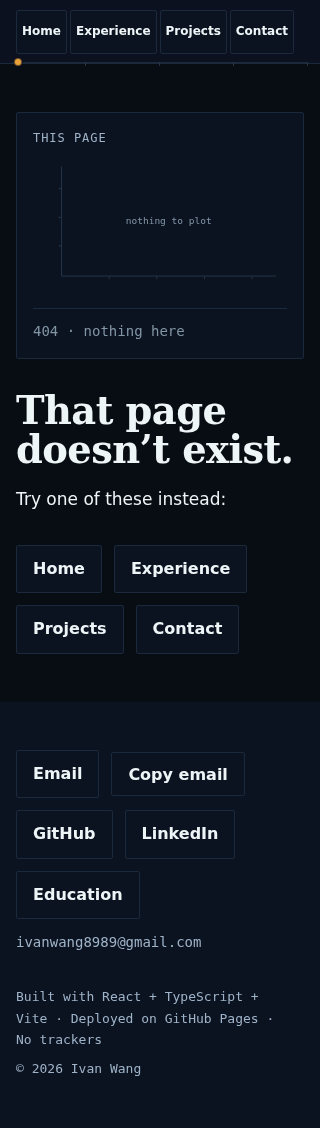 Home Experience Projects Contact
THIS PAGE
nothing to plot
404 · nothing here
That page
doesn’t exist.
Try one of these instead:
Home Experience
Projects Contact
Email Copy email
GitHub LinkedIn
Education
ivanwang8989@gmail.com
Built with React + TypeScript +
Vite · Deployed on GitHub Pages ·
No trackers
© 2026 Ivan Wang